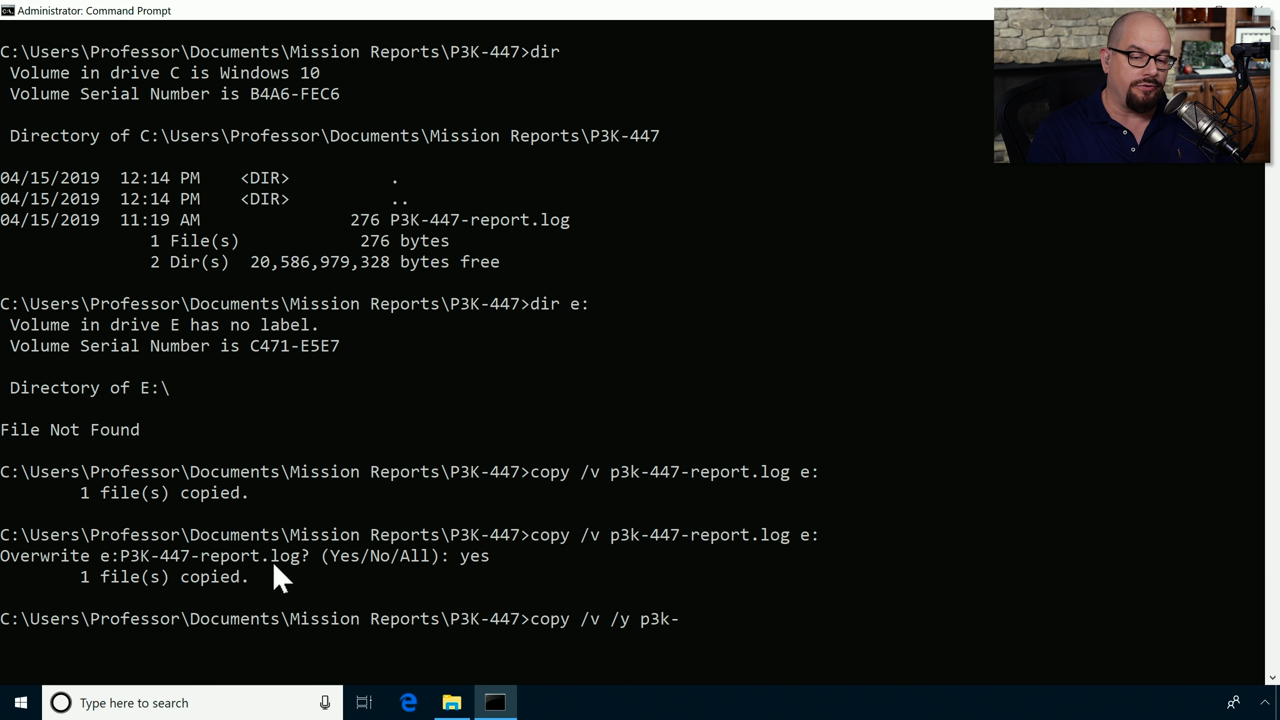 Administrator: Command Prompt
C:\Users\Professor\Documents\Mission Reports\P3K-447>dir
Volume in drive C is Windows 10
Volume Serial Number is B4A6-FEC6
Directory of C:\Users\Professor\Documents\Mission Reports\P3K-447
04/15/2019 12:14 PM <DIR> .
04/15/2019 12:14 PM <DIR> ..
04/15/2019 11:19 AM 276 P3K-447-report.log
1 File(s) 276 bytes
2 Dir(s) 20,586,979,328 bytes free
C:\Users\Professor\Documents\Mission Reports\P3K-447>dir e:
Volume in drive E has no label.
Volume Serial Number is C471-E5E7
Directory of E:\
File Not Found
C:\Users\Professor\Documents\Mission Reports\P3K-447>copy /v p3k-447-report.log e:
1 file(s) copied.
C:\Users\Professor\Documents\Mission Reports\P3K-447>copy /v p3k-447-report.log e:
Overwrite e:P3K-447-report.log? (Yes/No/All): yes
1 file(s) copied.
C:\Users\Professor\Documents\Mission Reports\P3K-447>copy /v /y p3k-
Type here to search